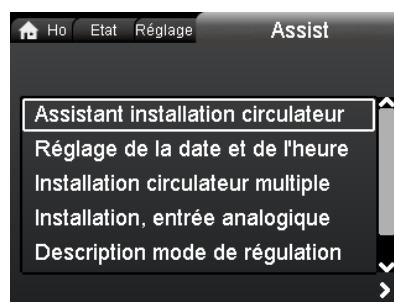 Ho Etat Réglage Assist
Assistant installation circulateur
Réglage de la date et de l'heure
Installation circulateur multiple
Installation, entrée analogique
Description mode de régulation